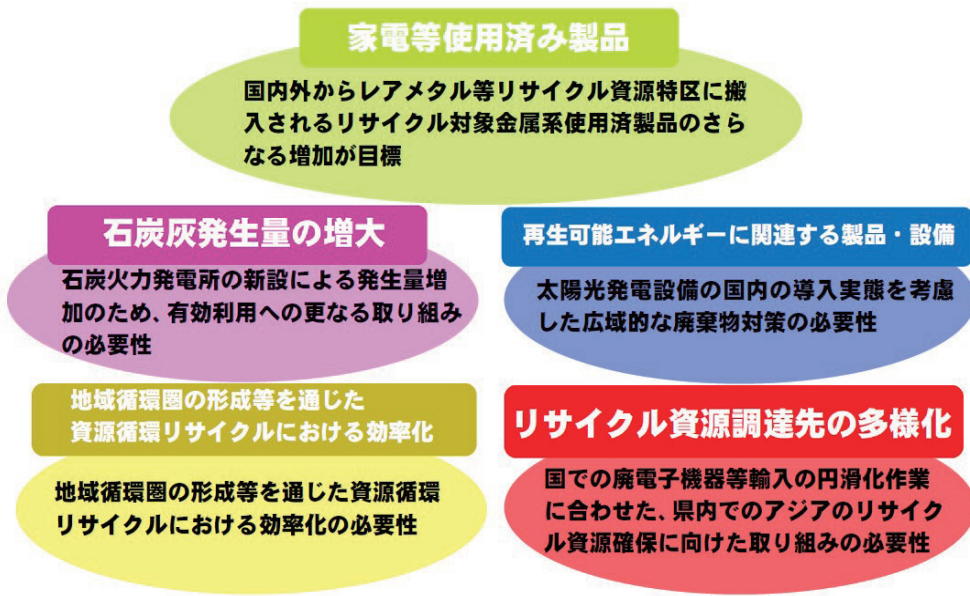 家電等使用済み製品
国内外からレアメタル等リサイクル資源特区に搬
入されるリサイクル対象金属系使用済製品のさら
なる増加が目標
石炭灰発生量の増大
石炭火力発電所の新設による発生量増
加のため、有効利用への更なる取り組み
の必要性
再生可能エネルギーに関連する製品・設備
太陽光発電設備の国内の導入実態を考慮
した広域的な廃棄物対策の必要性
地域循環圏の形成等を通じた
資源循環リサイクルにおける効率化
地域循環圏の形成等を通じた資源循環
リサイクルにおける効率化の必要性
リサイクル資源調達先の多様化
国での廃電子機器等輸入の円滑化作業
に合わせた、県内でのアジアのリサイク
ル資源確保に向けた取り組みの必要性